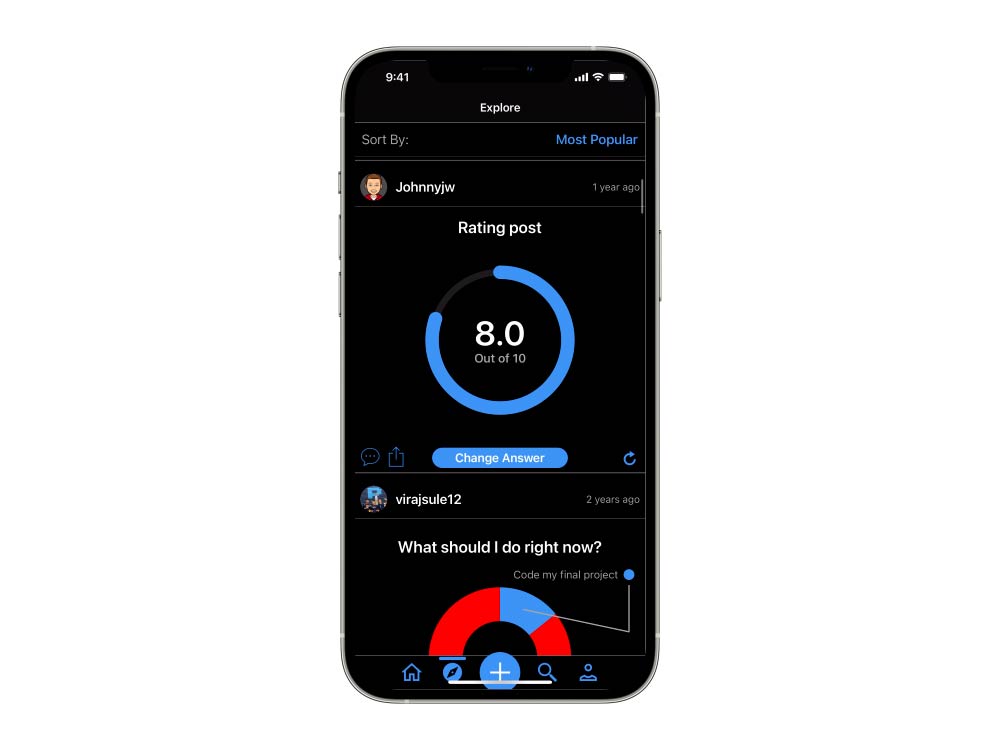 9:41
Explore
Sort By:
Most Popular
Johnnyjw
1 year ago
Rating post
8.0
Out of 10
Change Answer
virajsule12
2 years ago
What should I do right now?
Code my final project